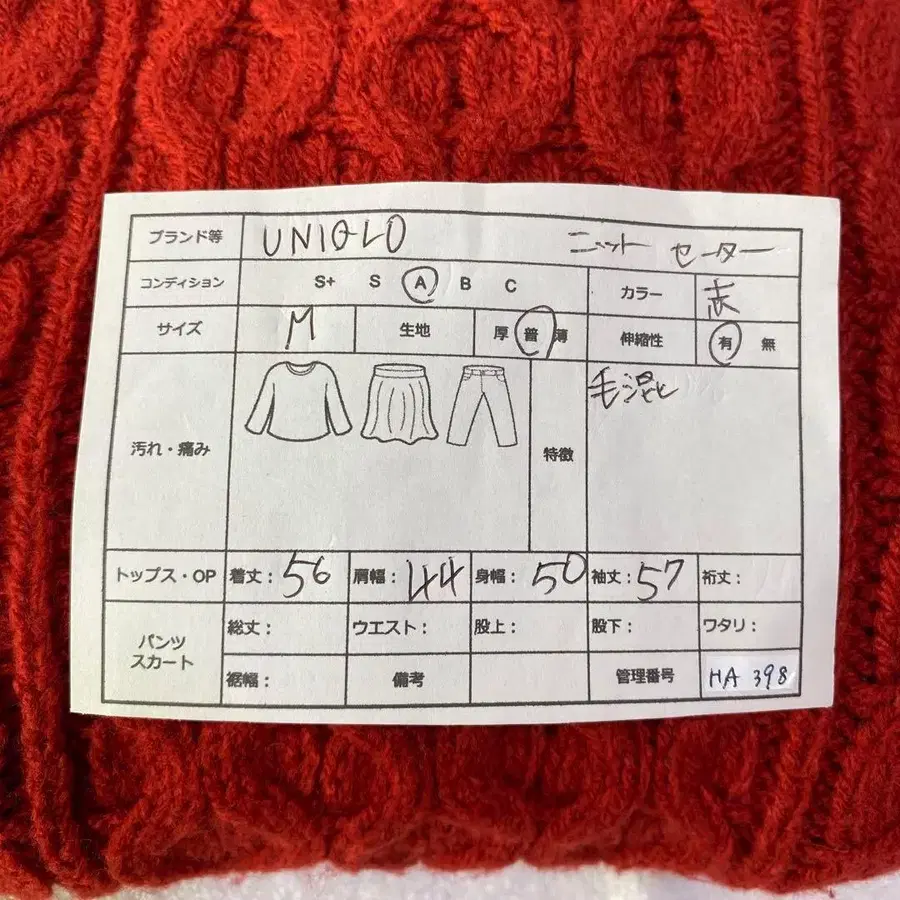 ブランド等 UNIQLO ニット セーター
コンディション S+ S A B C カラー 赤
サイズ M 生地 厚 普 薄 伸縮性 有 無
汚れ・痛み 特徴 毛混
トップス・OP 着丈：56 肩幅：44 身幅：50 袖丈：57 裄丈：
パンツ スカート 総丈： ウエスト： 股上： 股下： ワタリ：
裾幅： 備考 管理番号 HA 398